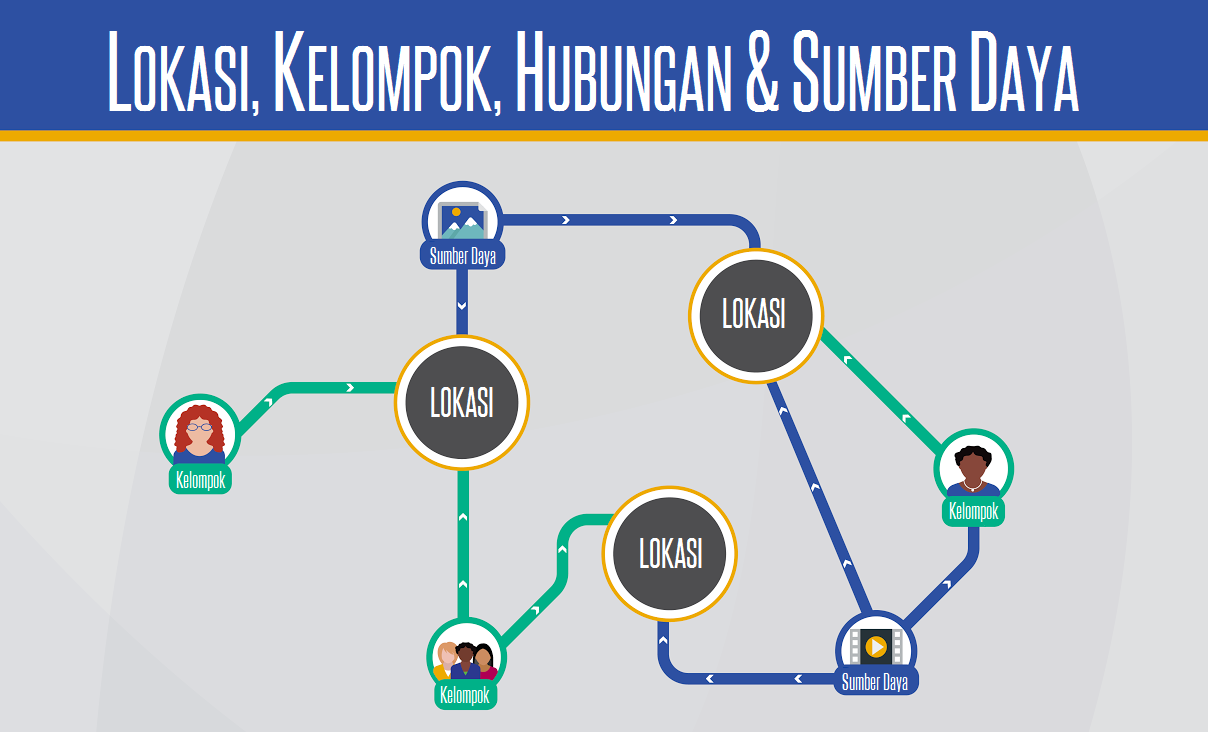 LOKASI, KELOMPOK, HUBUNGAN & SUMBER DAYA
Sumber Daya
LOKASI
LOKASI
Kelompok
Kelompok
LOKASI
Kelompok
Sumber Daya